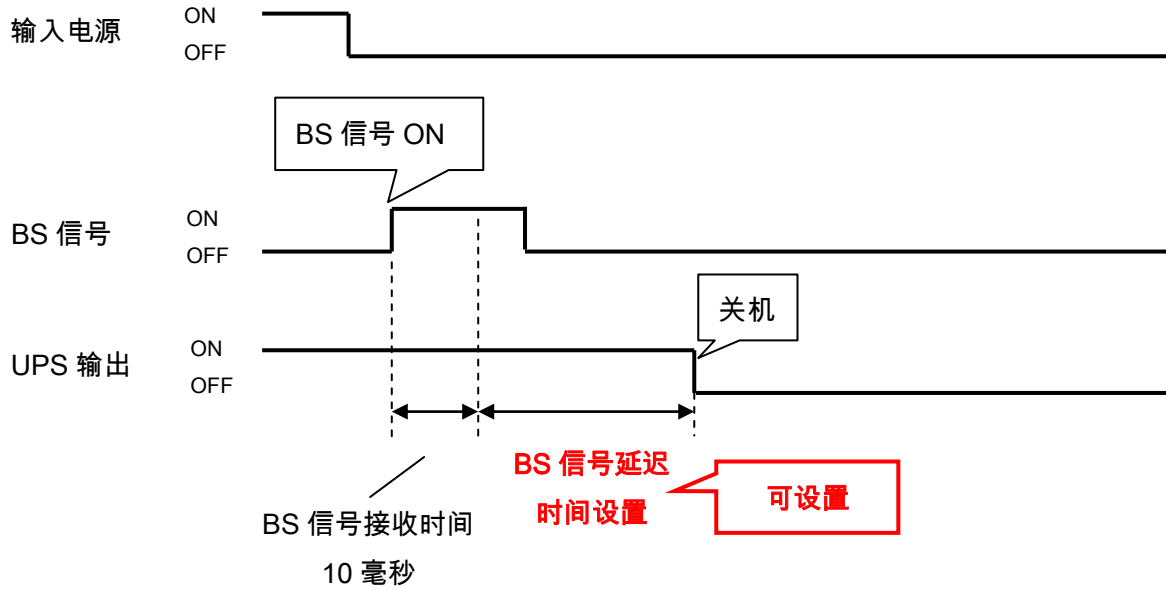 输入电源
ON
OFF
BS 信号 ON
BS 信号
ON
OFF
关机
UPS 输出
ON
OFF
BS 信号延迟
时间设置
可设置
BS 信号接收时间
10 毫秒